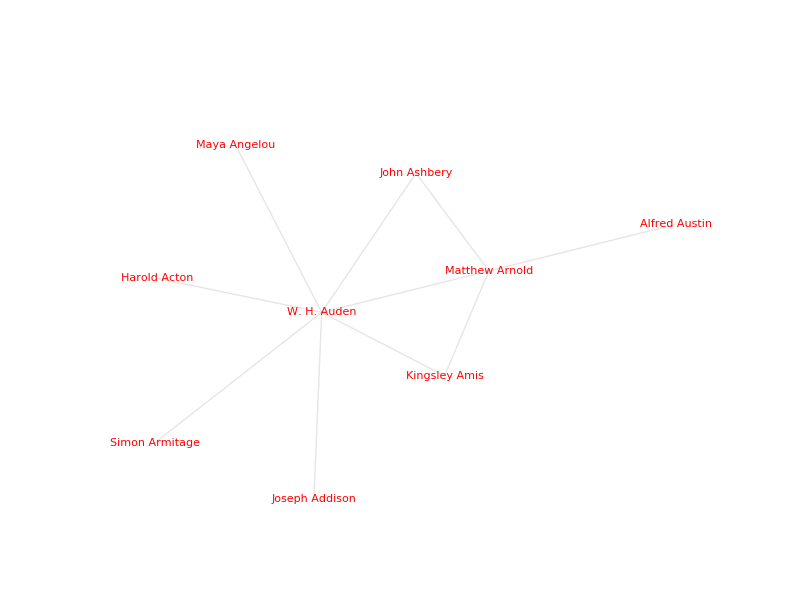 Maya Angelou
John Ashbery
Alfred Austin
Matthew Arnold
Harold Acton
W. H. Auden
Kingsley Amis
Simon Armitage
Joseph Addison